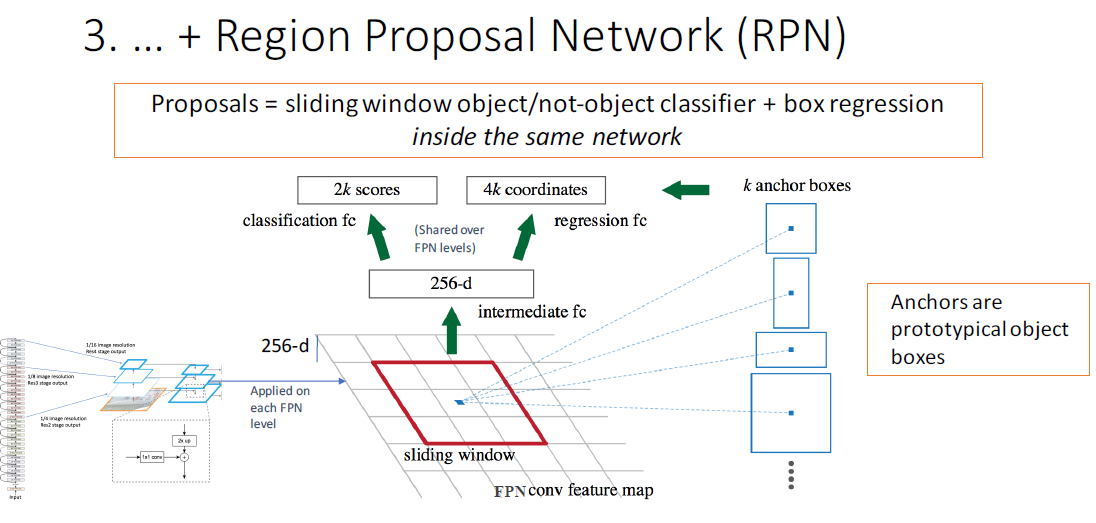 3. … + Region Proposal Network (RPN)
Proposals = sliding window object/not-object classifier + box regression
inside the same network
2k scores
4k coordinates
k anchor boxes
classification fc
(Shared over
FPN levels)
regression fc
256-d
intermediate fc
256-d
Anchors are
prototypical object
boxes
1/16 image resolution
Res4 stage output
1/8 image resolution
Res3 stage output
1/4 image resolution
Res2 stage output
Applied on
each FPN
level
2x up
1x1 conv
+
sliding window
FPN conv feature map
Input